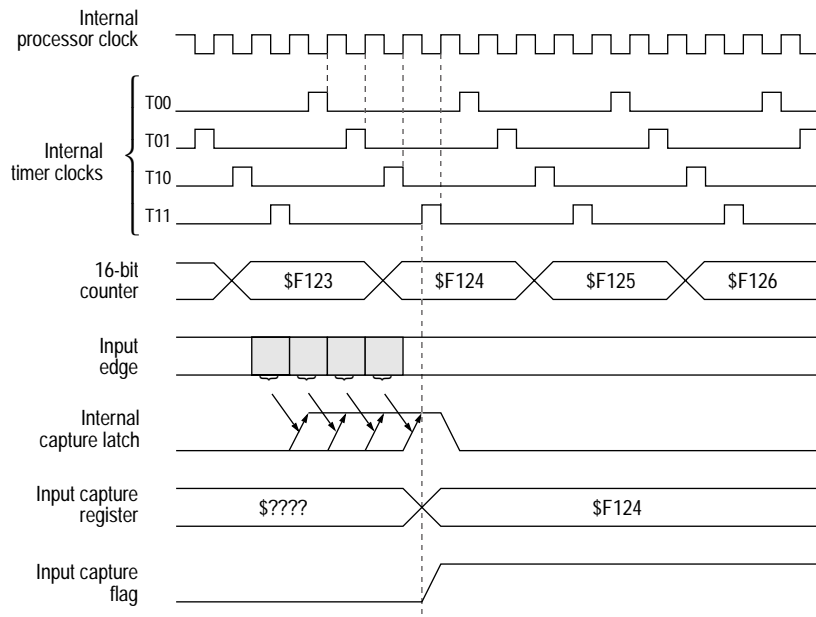 Internal
processor clock
T00
T01
Internal
timer clocks
T10
T11
16-bit
counter
$F123 $F124 $F125 $F126
Input
edge
Internal
capture latch
Input capture
register
$???? $F124
Input capture
flag